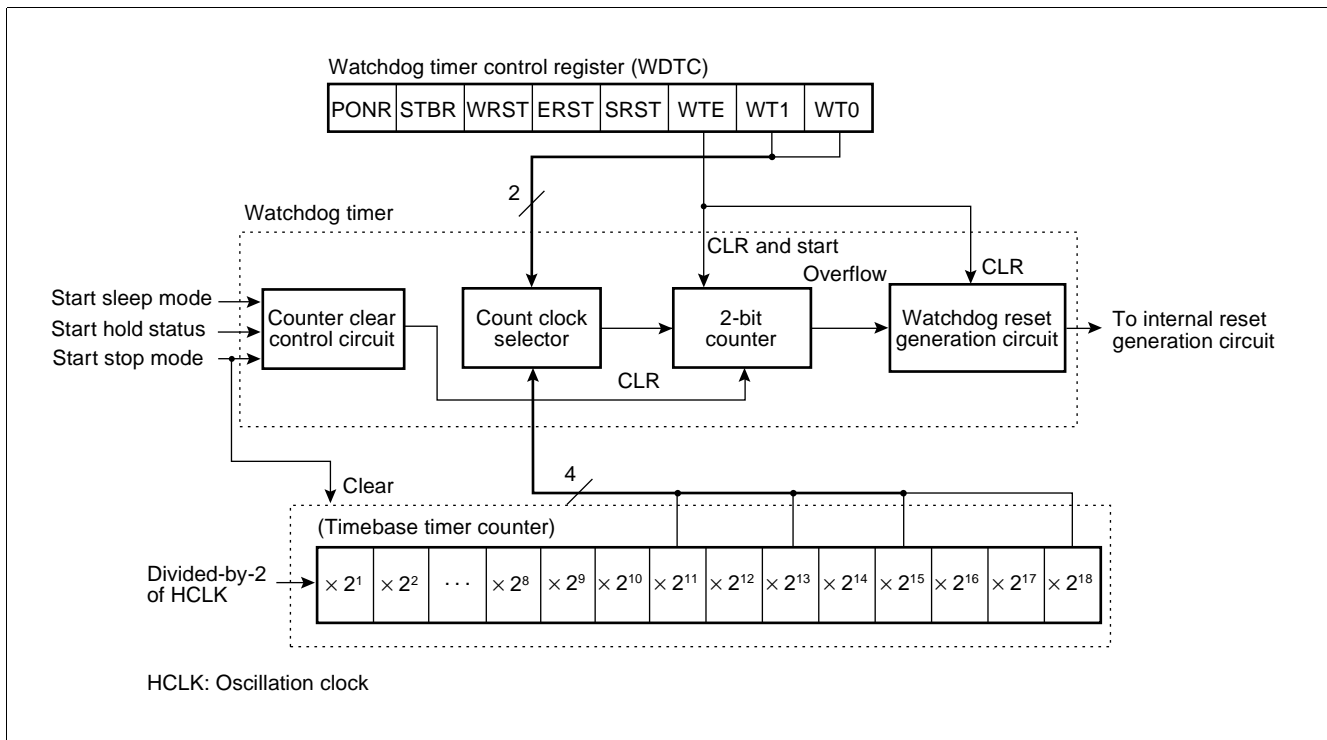 Watchdog timer control register (WDTC)
PONR STBR WRST ERST SRST WTE WT1 WT0
2
Watchdog timer
CLR and start
Overflow
CLR
Start sleep mode
Start hold status
Start stop mode
Counter clear
control circuit
Count clock
selector
2-bit
counter
Watchdog reset
generation circuit
To internal reset
generation circuit
CLR
4
Clear
(Timebase timer counter)
Divided-by-2
of HCLK
× 2¹ × 2² ··· × 2⁸ × 2⁹ × 2¹⁰ × 2¹¹ × 2¹² × 2¹³ × 2¹⁴ × 2¹⁵ × 2¹⁶ × 2¹⁷ × 2¹⁸
HCLK: Oscillation clock